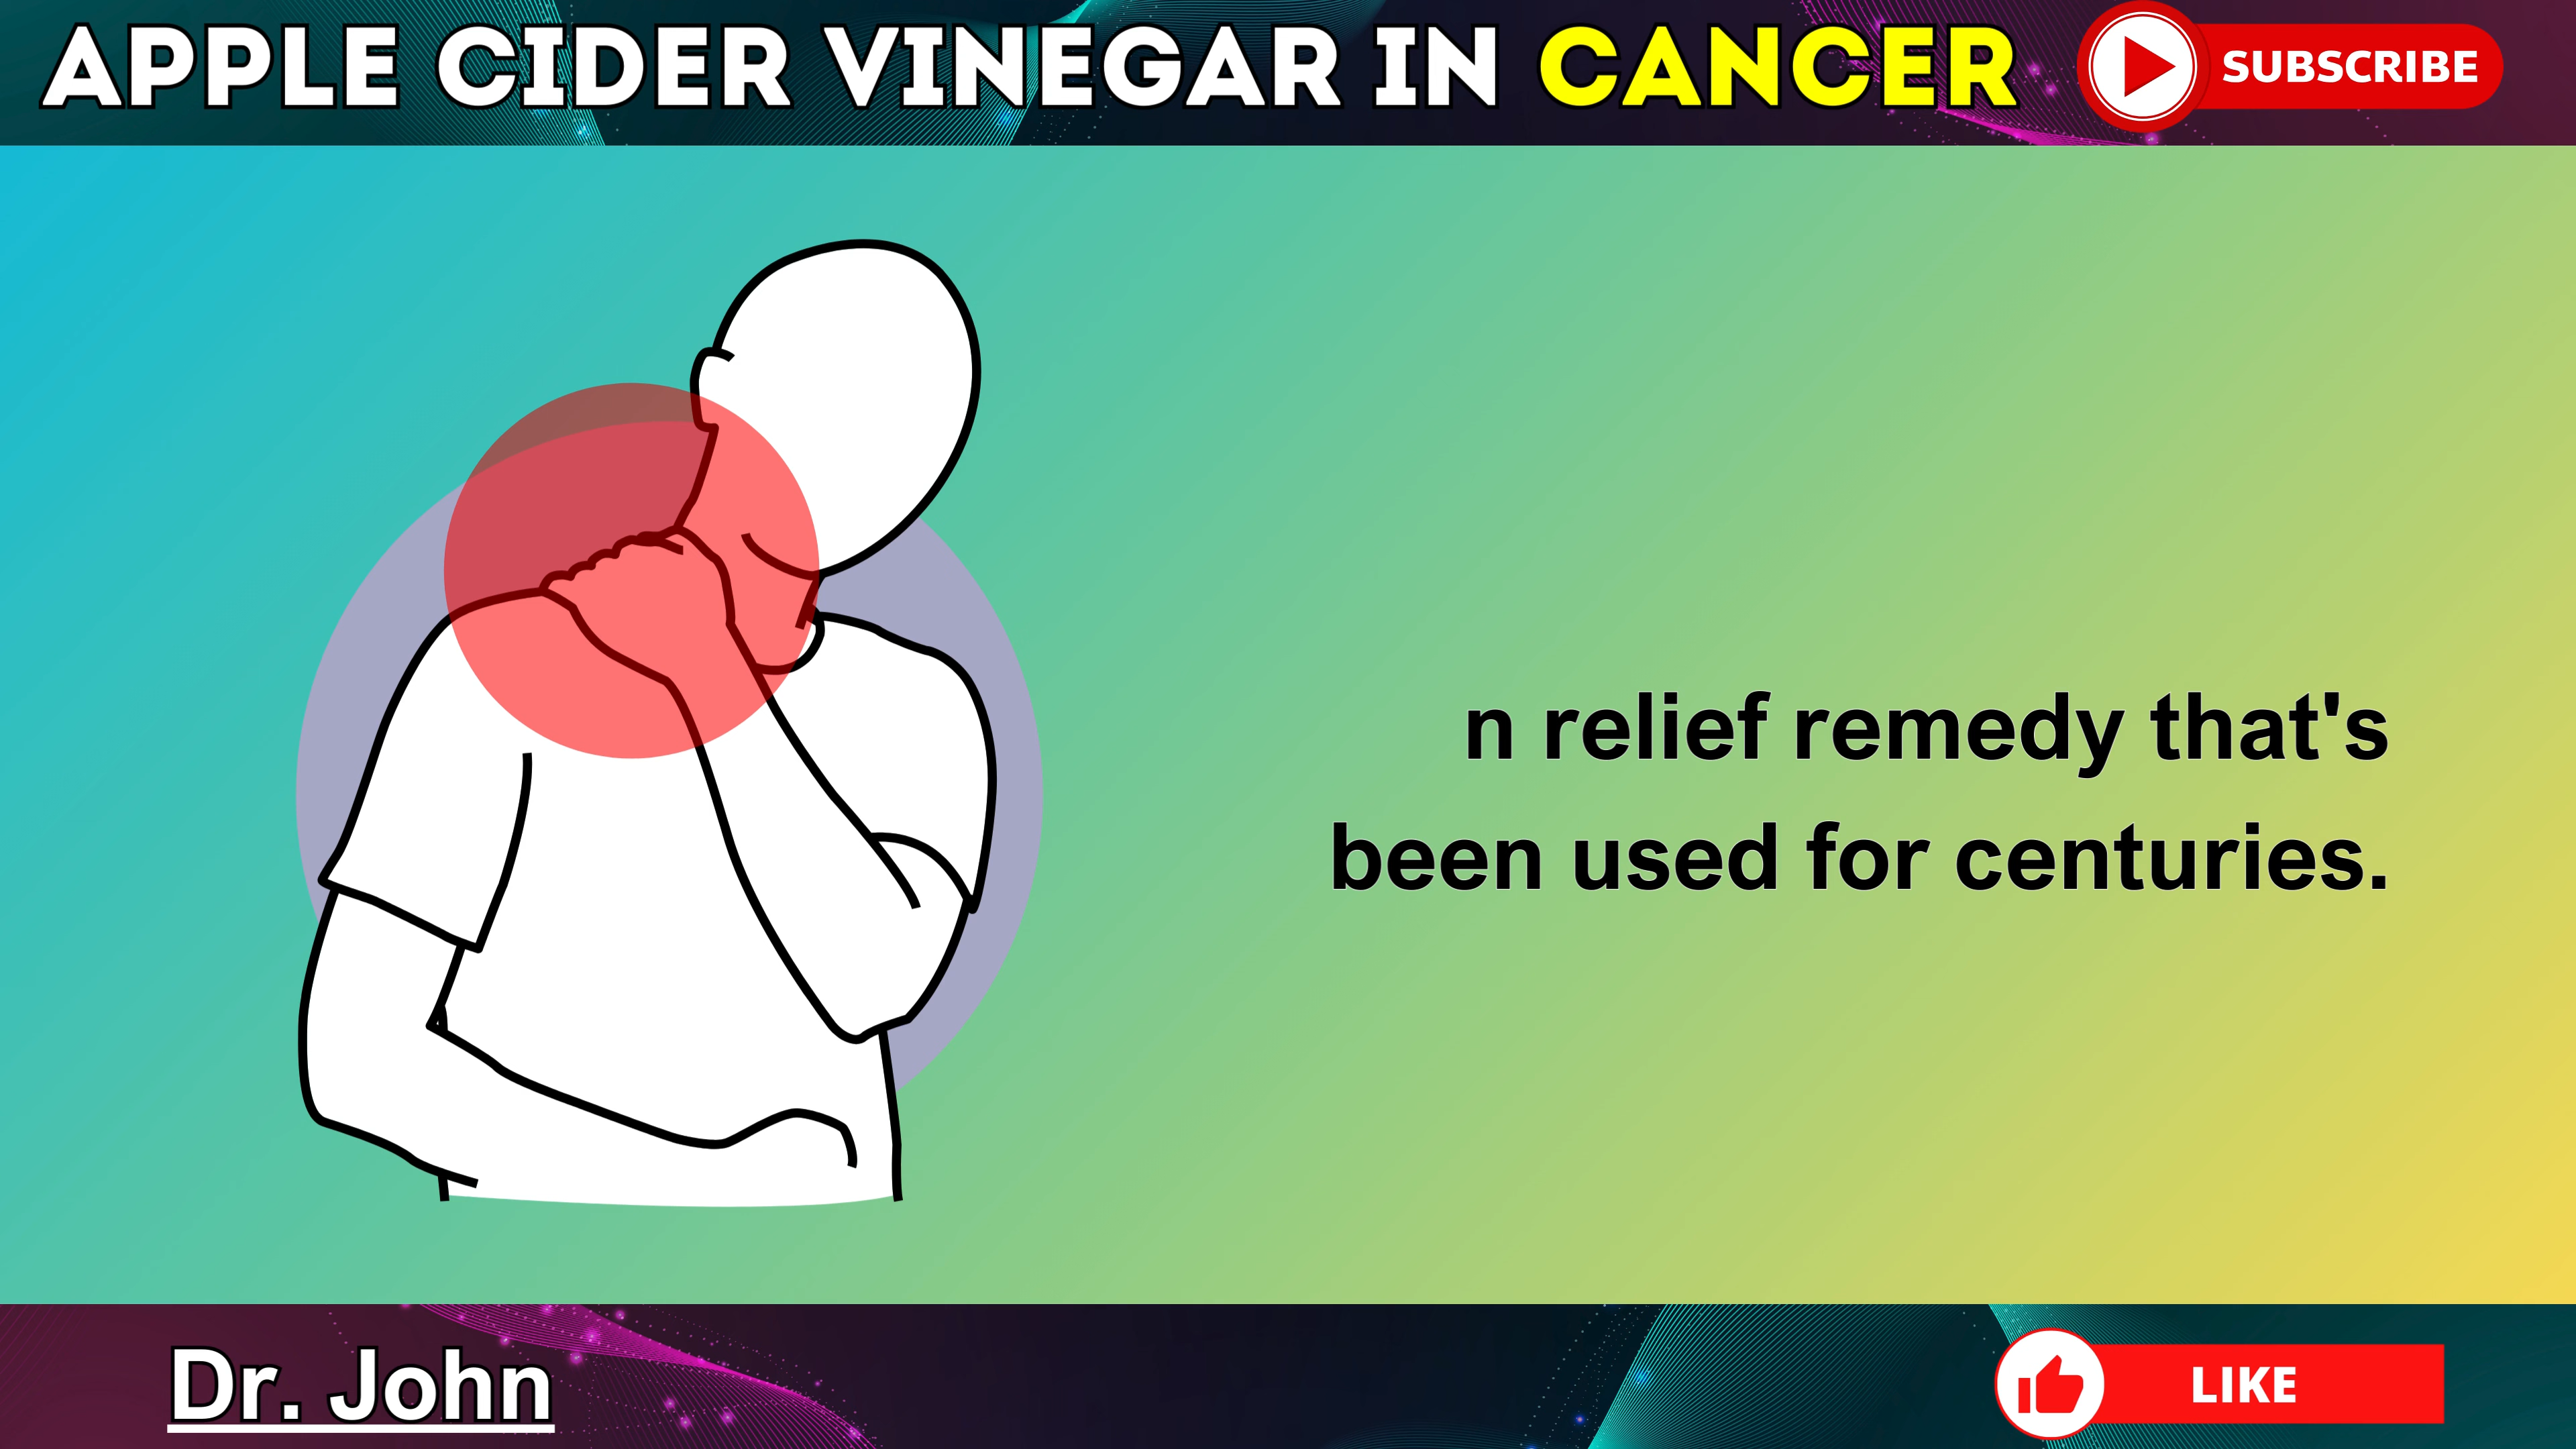 APPLE CIDER VINEGAR IN CANCER
SUBSCRIBE
n relief remedy that's
been used for centuries.
Dr. John
LIKE